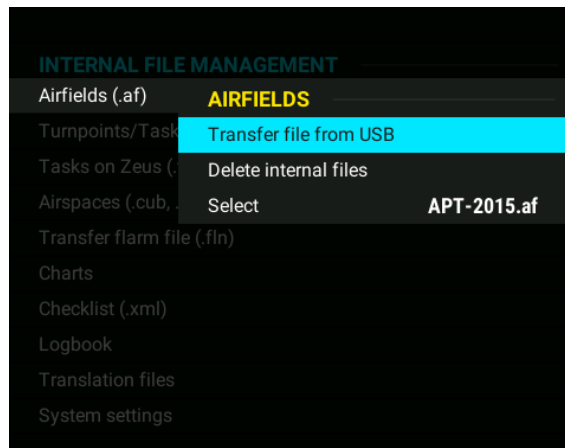 INTERNAL FILE MANAGEMENT
Airfields (.af)
AIRFIELDS
Turnpoints/Task
Transfer file from USB
Tasks on Zeus (.
Delete internal files
Airspaces (.cub, .
Select APT-2015.af
Transfer flarm file (.fln)
Charts
Checklist (.xml)
Logbook
Translation files
System settings